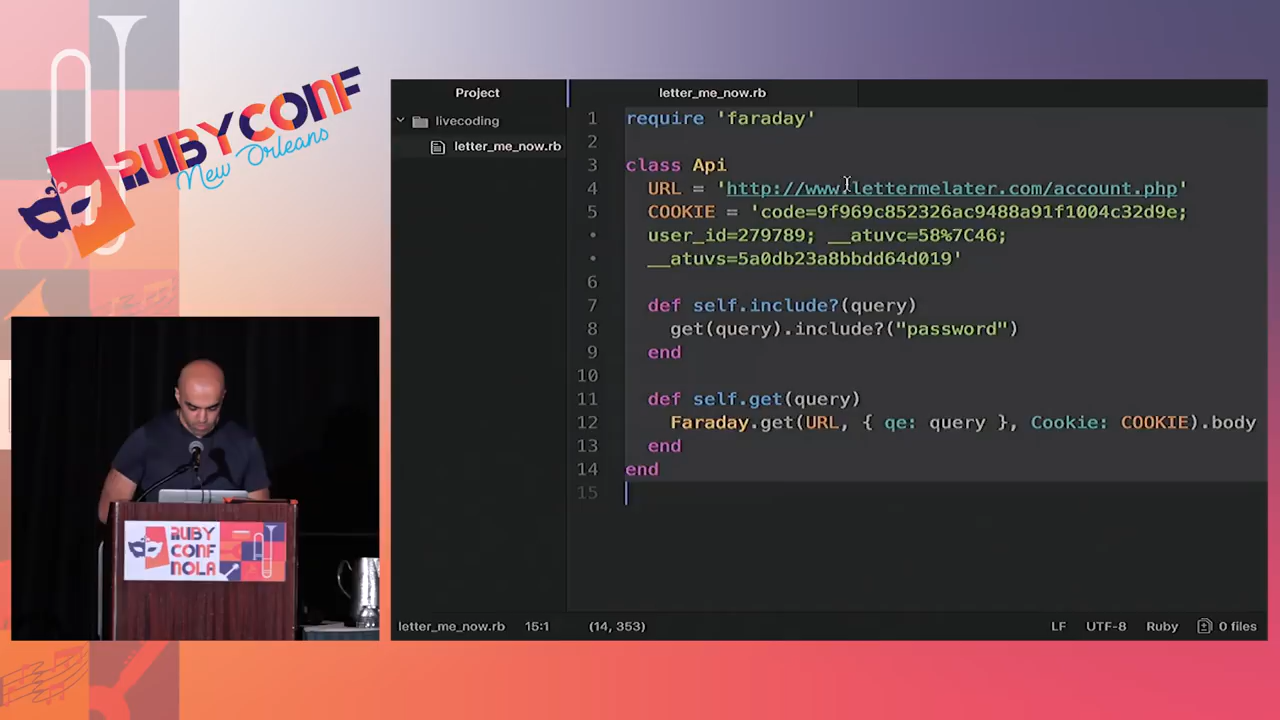 RUBYCONF
New Orleans
Project
livecoding
letter_me_now.rb
letter_me_now.rb
1 require 'faraday'
2
3 class Api
4 URL = 'http://www.lettermelater.com/account.php'
5 COOKIE = 'code=9f969c852326ac9488a91f1004c32d9e;
• user_id=279789; __atuvc=58%7C46;
• __atuvs=5a0db23a8bbdd64d019'
6
7 def self.include?(query)
8 get(query).include?("password")
9 end
10
11 def self.get(query)
12 Faraday.get(URL, { qe: query }, Cookie: COOKIE).body
13 end
14 end
15
letter_me_now.rb 15:1 (14, 353) LF UTF-8 Ruby 0 files
RUBY
CONF
NOLA